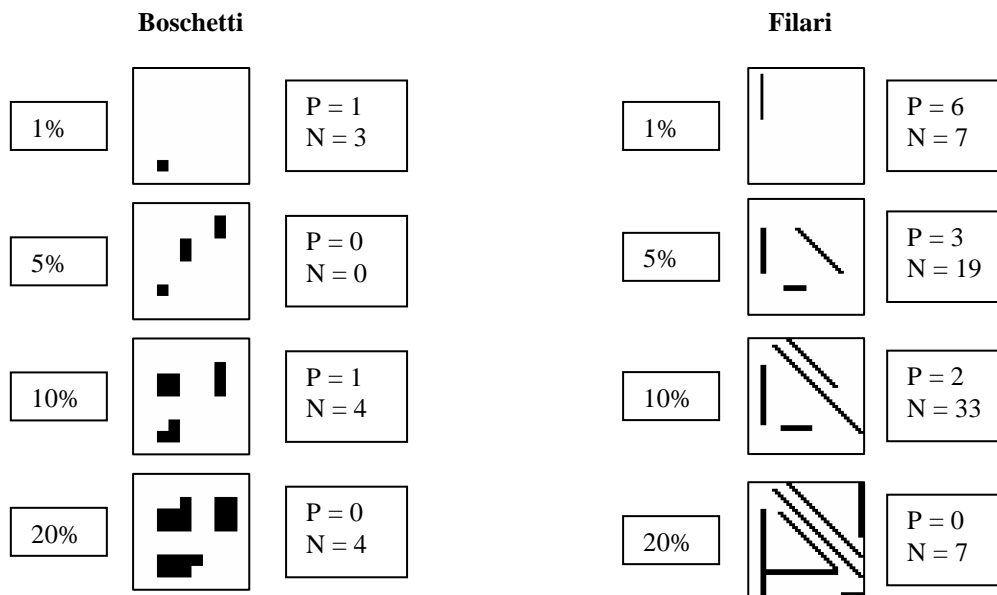 Boschetti
1%
P = 1
N = 3
5%
P = 0
N = 0
10%
P = 1
N = 4
20%
P = 0
N = 4
Filari
1%
P = 6
N = 7
5%
P = 3
N = 19
10%
P = 2
N = 33
20%
P = 0
N = 7